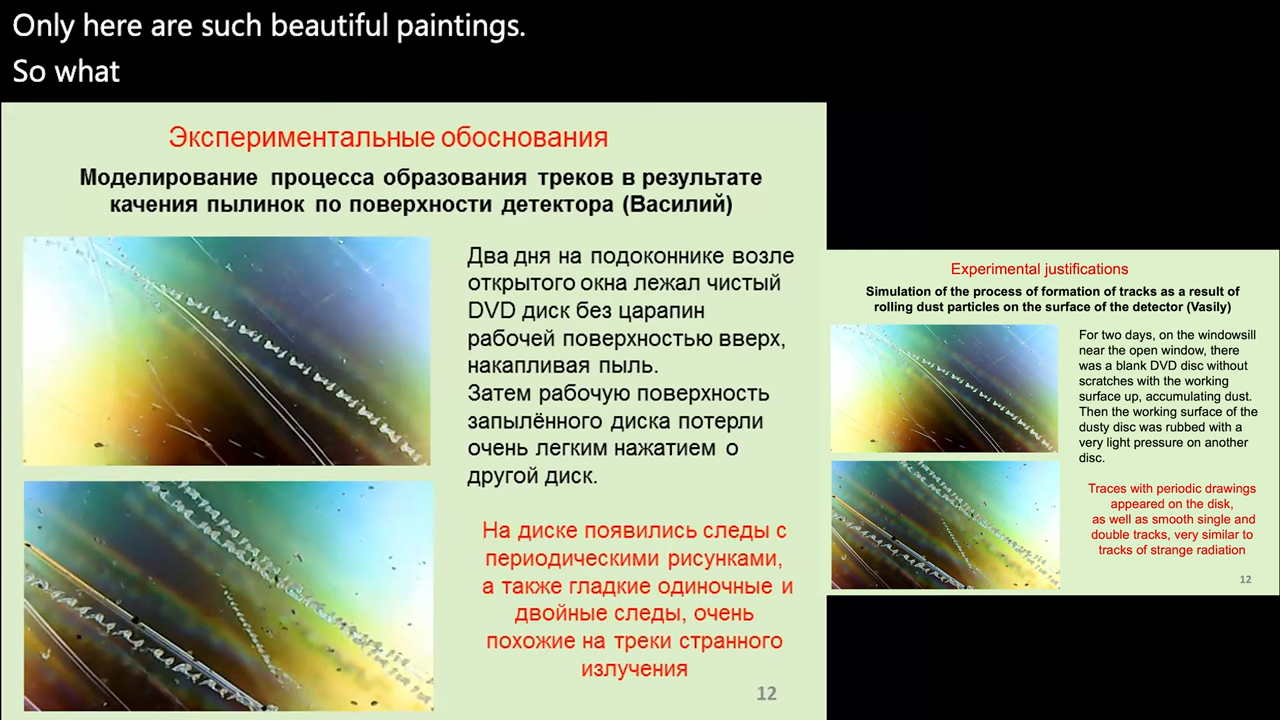 Only here are such beautiful paintings.
So what
Экспериментальные обоснования
Моделирование процесса образования треков в результате
качения пылинок по поверхности детектора (Василий)
Два дня на подоконнике возле
открытого окна лежал чистый
DVD диск без царапин
рабочей поверхностью вверх,
накапливая пыль.
Затем рабочую поверхность
запылённого диска потерли
очень легким нажатием о
другой диск.
На диске появились следы с
периодическими рисунками,
а также гладкие одиночные и
двойные следы, очень
похожие на треки странного
излучения
12
Experimental justifications
Simulation of the process of formation of tracks as a result of
rolling dust particles on the surface of the detector (Vasily)
For two days, on the windowsill
near the open window, there
was a blank DVD disc without
scratches with the working
surface up, accumulating dust.
Then the working surface of the
dusty disc was rubbed with a
very light pressure on another
disc.
Traces with periodic drawings
appeared on the disk,
as well as smooth single and
double tracks, very similar to
tracks of strange radiation
12